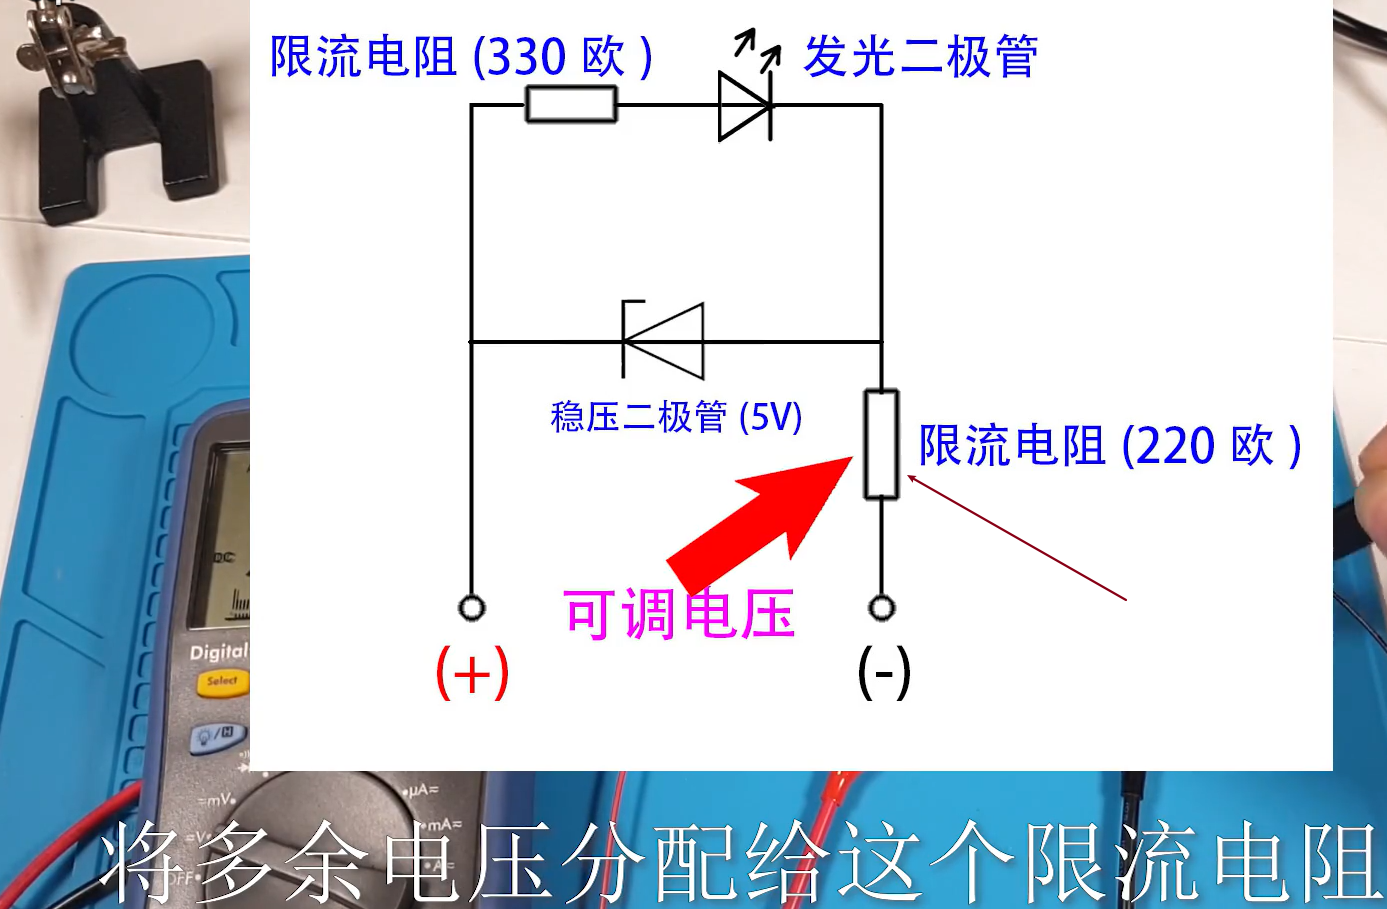 限流电阻 (330 欧 )
发光二极管
稳压二极管 (5V)
限流电阻 (220 欧 )
可调电压
(+)
(-)
DC
Digital
Select
/H
=mV
=V
OFF
µA≂
mA≂
A≂
将多余电压分配给这个限流电阻